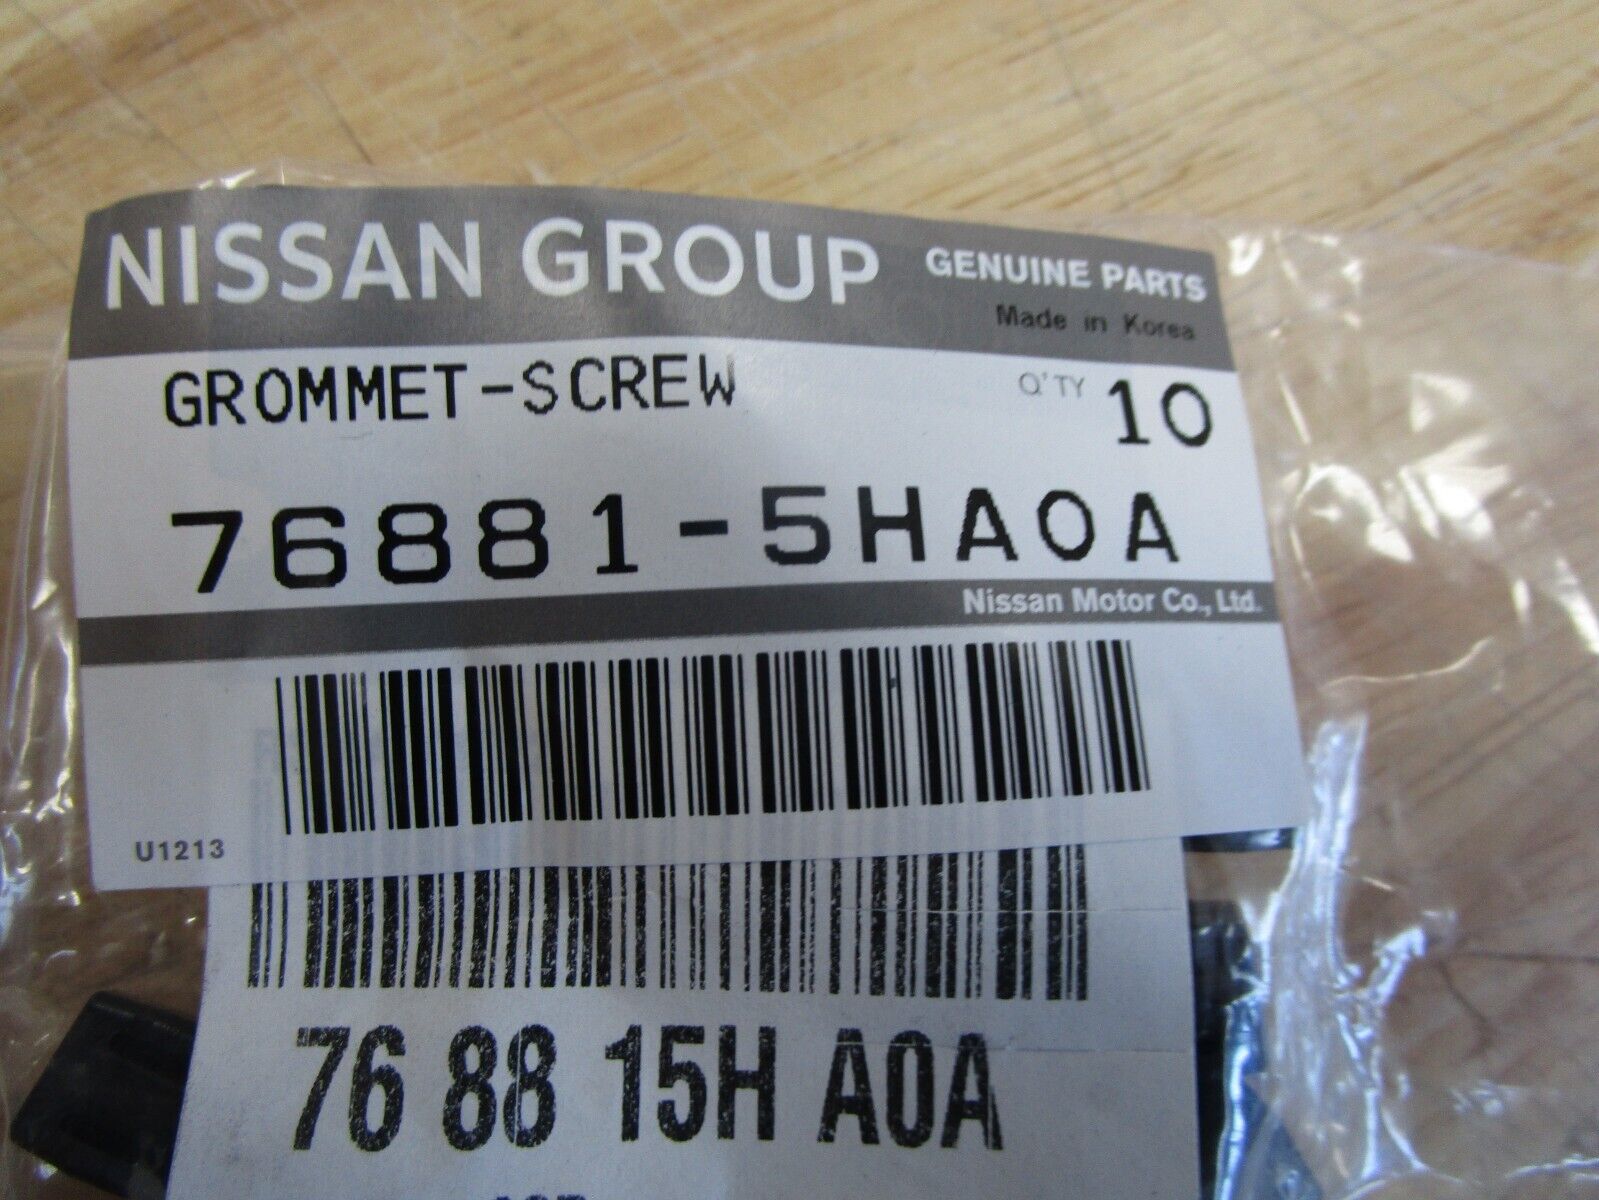 NISSAN GROUP GENUINE PARTS
Made in Korea
GROMMET-SCREW Q'TY 10
76881-5HA0A
Nissan Motor Co., Ltd.
U1213
76 88 15H A0A